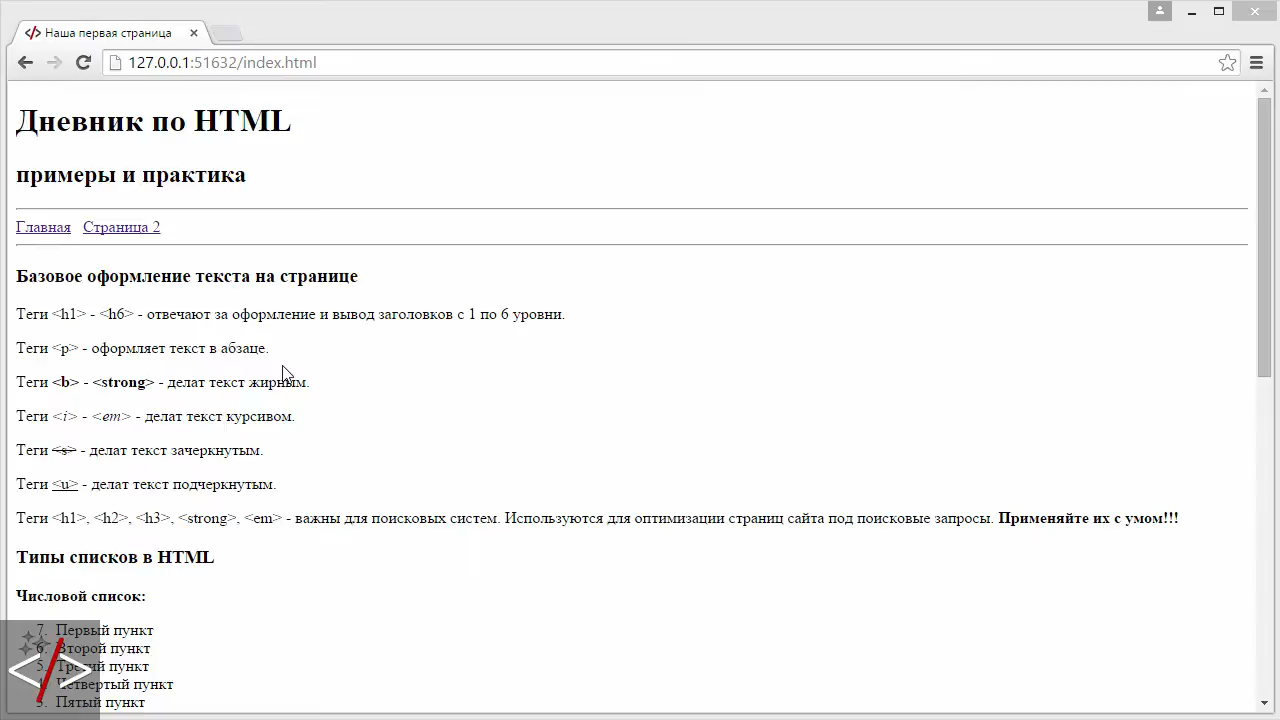 Наша первая страница
127.0.0.1:51632/index.html
Дневник по HTML
примеры и практика
Главная Страница 2
Базовое оформление текста на странице
Теги <h1> - <h6> - отвечают за оформление и вывод заголовков с 1 по 6 уровни.
Теги <p> - оформляет текст в абзаце.
Теги <b> - <strong> - делат текст жирным.
Теги <i> - <em> - делат текст курсивом.
Теги <s> - делат текст зачеркнутым.
Теги <u> - делат текст подчеркнутым.
Теги <h1>, <h2>, <h3>, <strong>, <em> - важны для поисковых систем. Используются для оптимизации страниц сайта под поисковые запросы. Применяйте их с умом!!!
Типы списков в HTML
Числовой список:
7. Первый пункт
6. Второй пункт
5. Третий пункт
Четвертый пункт
3. Пятый пункт